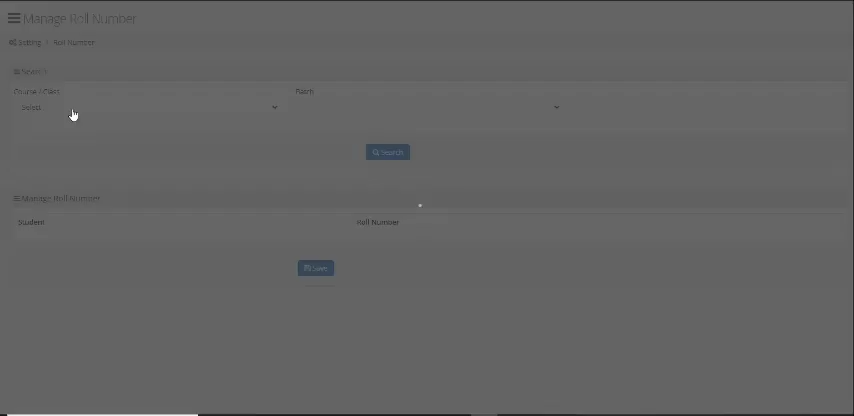 Manage Roll Number
Setting / Roll Number
Search
Course / Class
Batch
Select
Search
Manage Roll Number
Student
Roll Number
Save